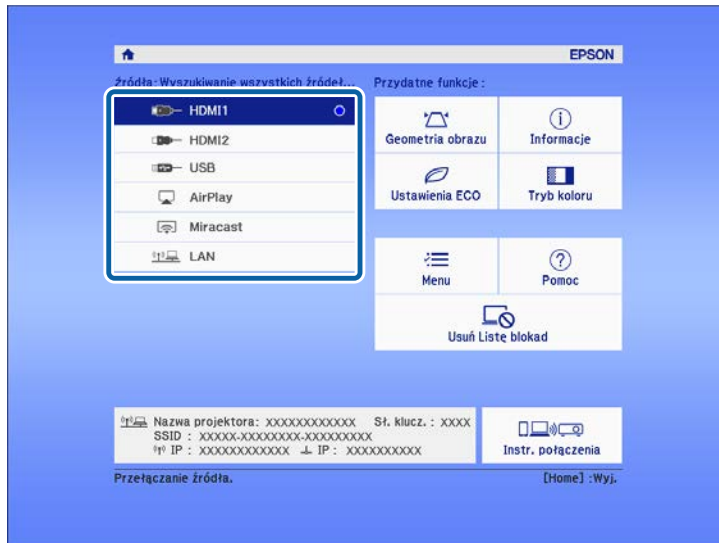 EPSON
źródła: Wyszukiwanie wszystkich źródeł...
HDMI1
HDMI2
USB
AirPlay
Miracast
LAN
Przydatne funkcje :
Geometria obrazu
Informacje
Ustawienia ECO
Tryb koloru
Menu
Pomoc
Usuń Listę blokad
Nazwa projektora: XXXXXXXXXXXX Sł. klucz. : XXXX
SSID : XXXXX-XXXXXXXX-XXXXXXXXX
IP : XXXXXXXXXXXX IP : XXXXXXXXXX
Instr. połączenia
Przełączanie źródła.
[Home] :Wyj.